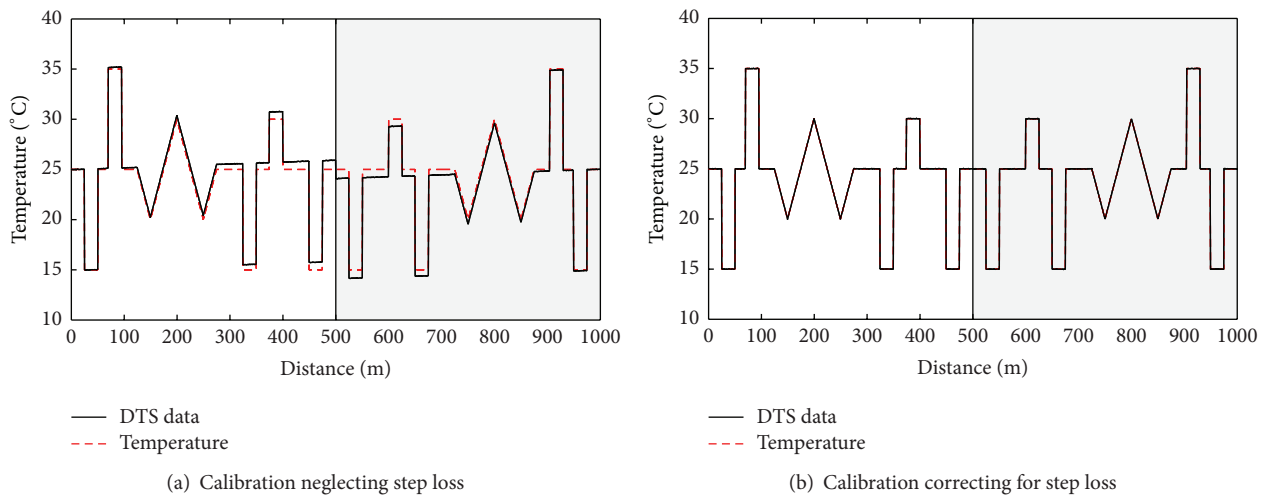 40
35
30
25
20
15
10
Temperature (°C)
0 100 200 300 400 500 600 700 800 900 1000
Distance (m)
DTS data
Temperature
(a) Calibration neglecting step loss
40
35
30
25
20
15
10
Temperature (°C)
0 100 200 300 400 500 600 700 800 900 1000
Distance (m)
DTS data
Temperature
(b) Calibration correcting for step loss